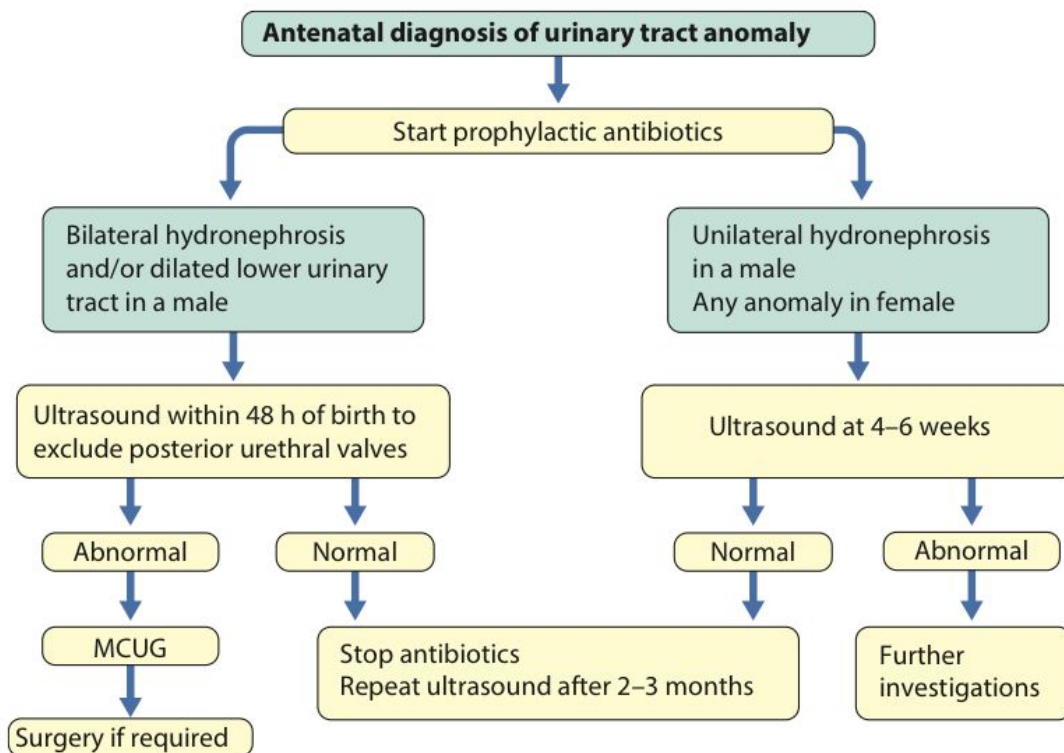 Antenatal diagnosis of urinary tract anomaly
Start prophylactic antibiotics
Bilateral hydronephrosis
and/or dilated lower urinary
tract in a male
Unilateral hydronephrosis
in a male
Any anomaly in female
Ultrasound within 48 h of birth to
exclude posterior urethral valves
Ultrasound at 4–6 weeks
Abnormal
Normal
Normal
Abnormal
MCUG
Stop antibiotics
Repeat ultrasound after 2–3 months
Further
investigations
Surgery if required